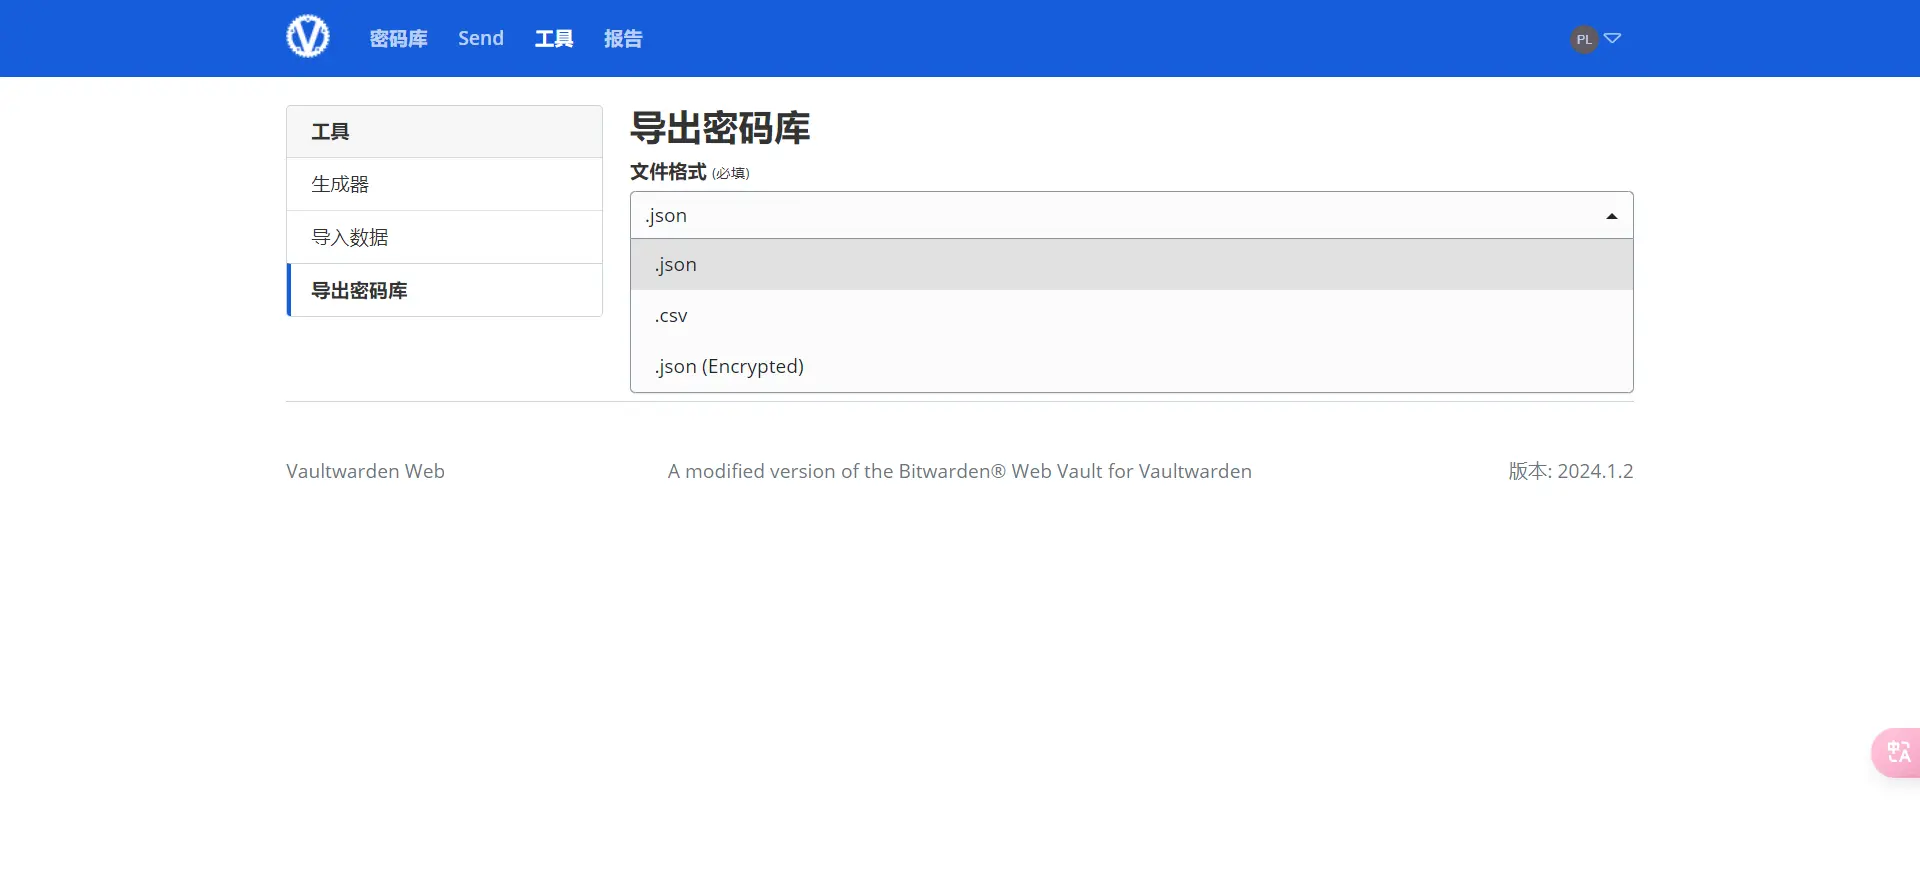 密码库 Send 工具 报告 PL
工具
生成器
导入数据
导出密码库
导出密码库
文件格式 (必填)
.json
.json
.csv
.json (Encrypted)
Vaultwarden Web
A modified version of the Bitwarden® Web Vault for Vaultwarden
版本: 2024.1.2
中A